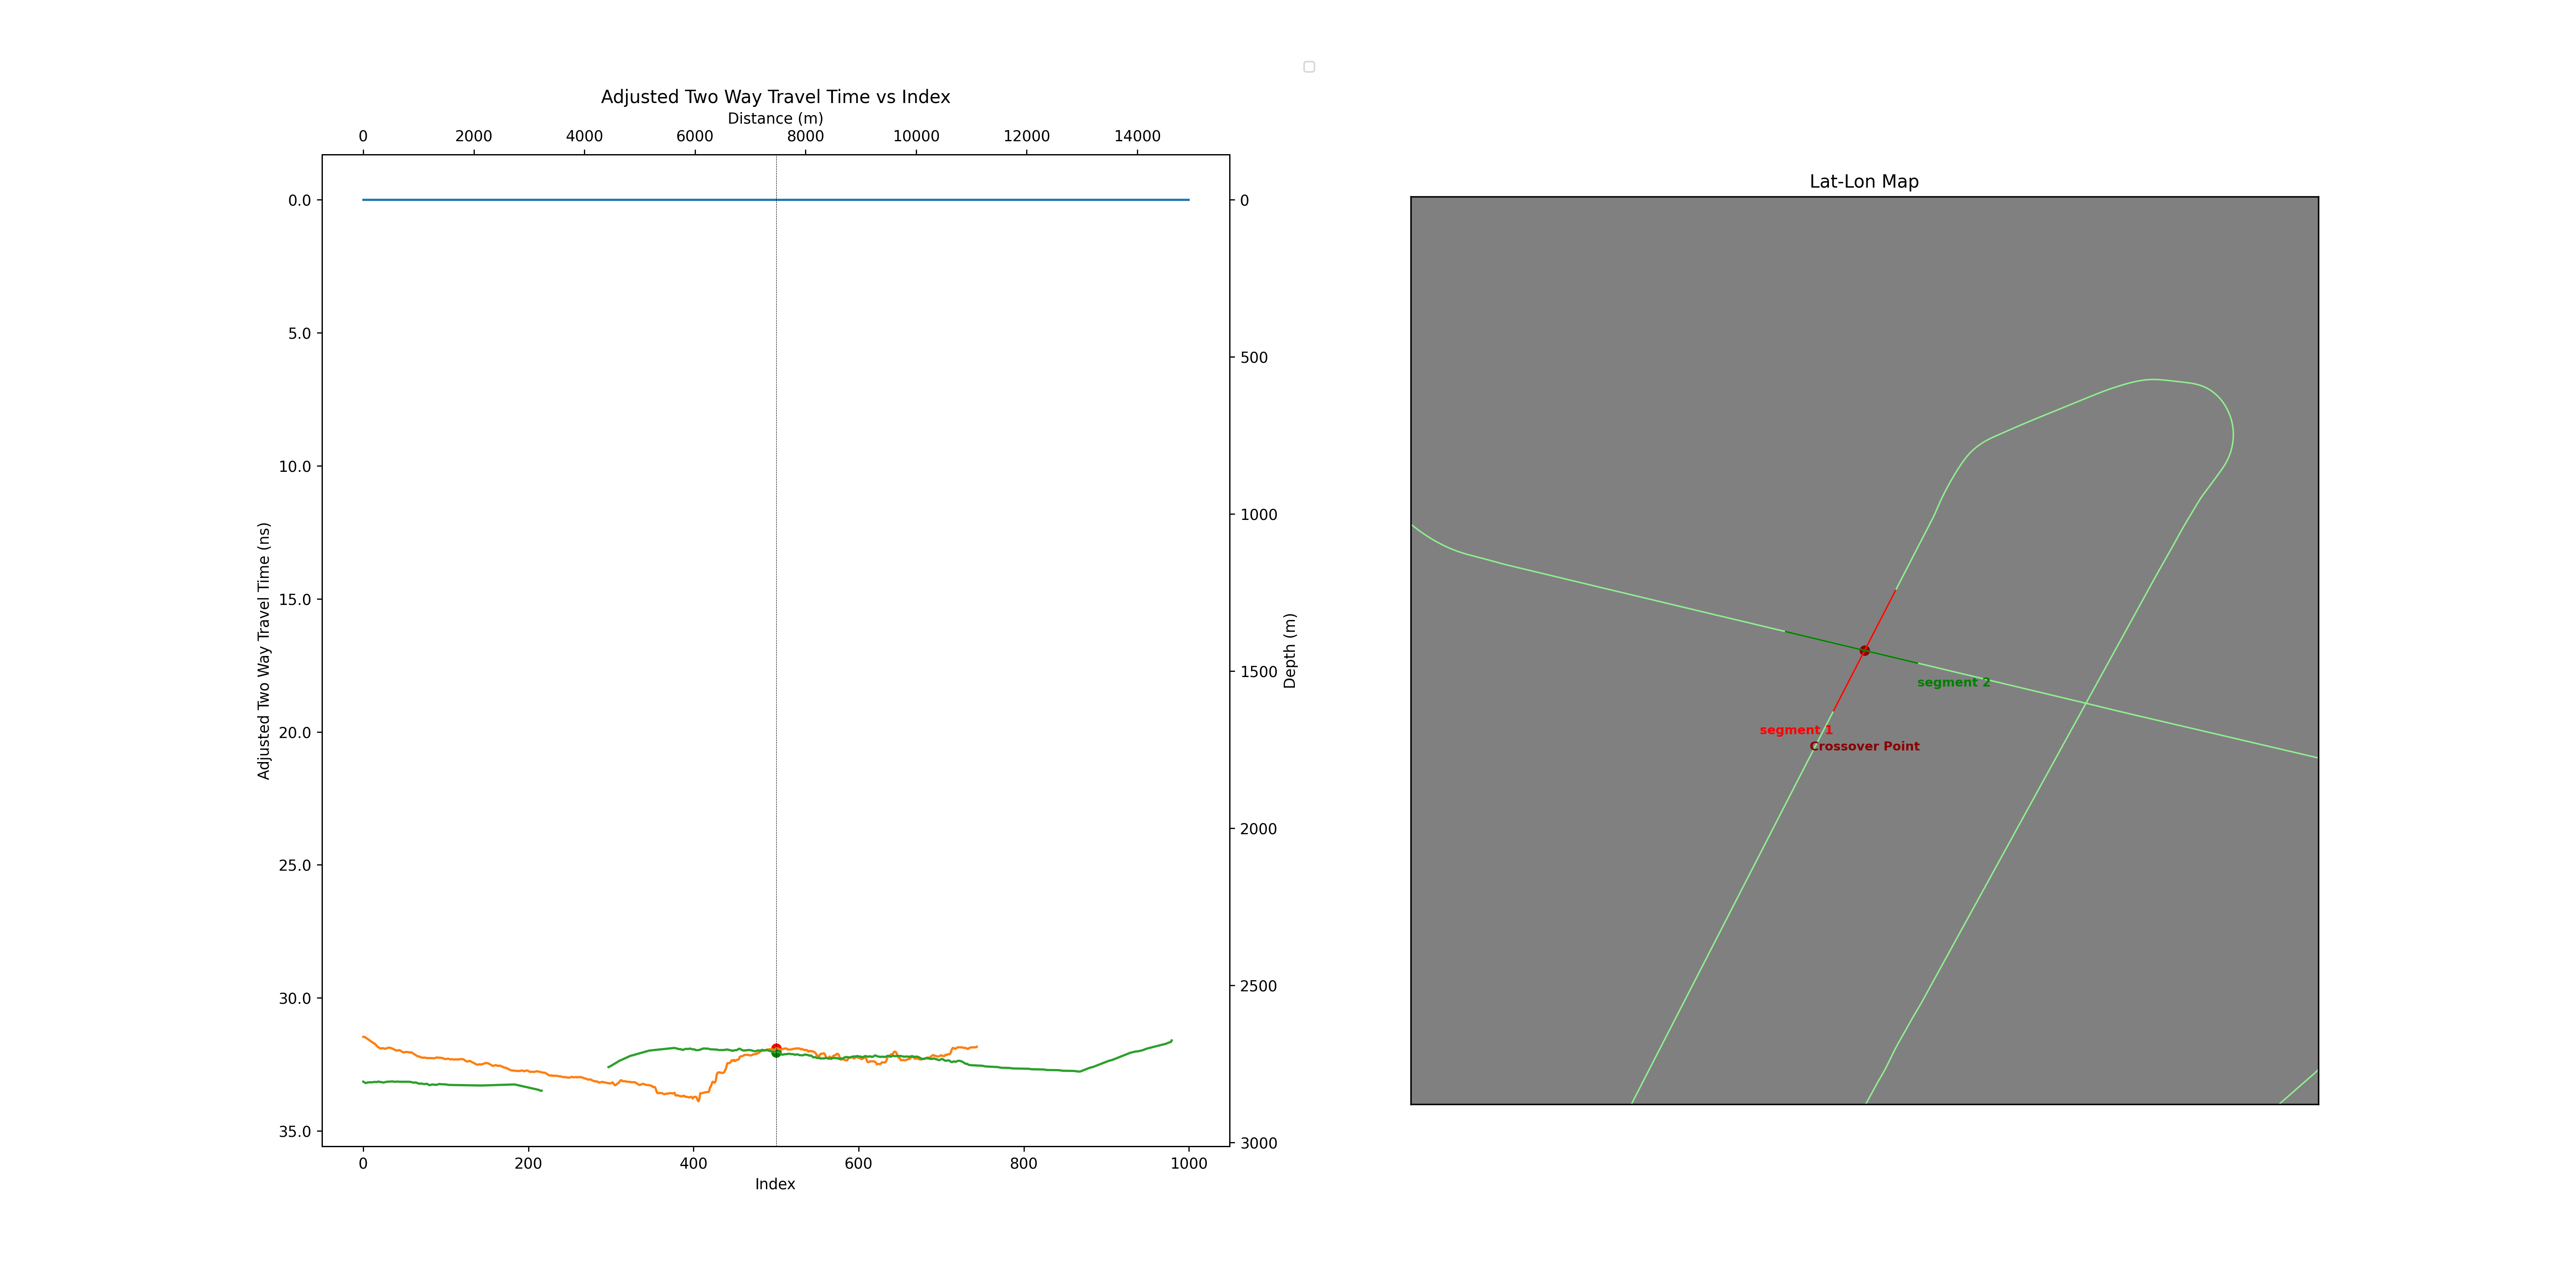 Adjusted Two Way Travel Time vs Index
Distance (m)
0 2000 4000 6000 8000 10000 12000 14000
0.0
5.0
10.0
15.0
20.0
25.0
30.0
35.0
Adjusted Two Way Travel Time (ns)
0
500
1000
1500
2000
2500
3000
Depth (m)
0 200 400 600 800 1000
Index
Lat-Lon Map
segment 2
segment 1
Crossover Point